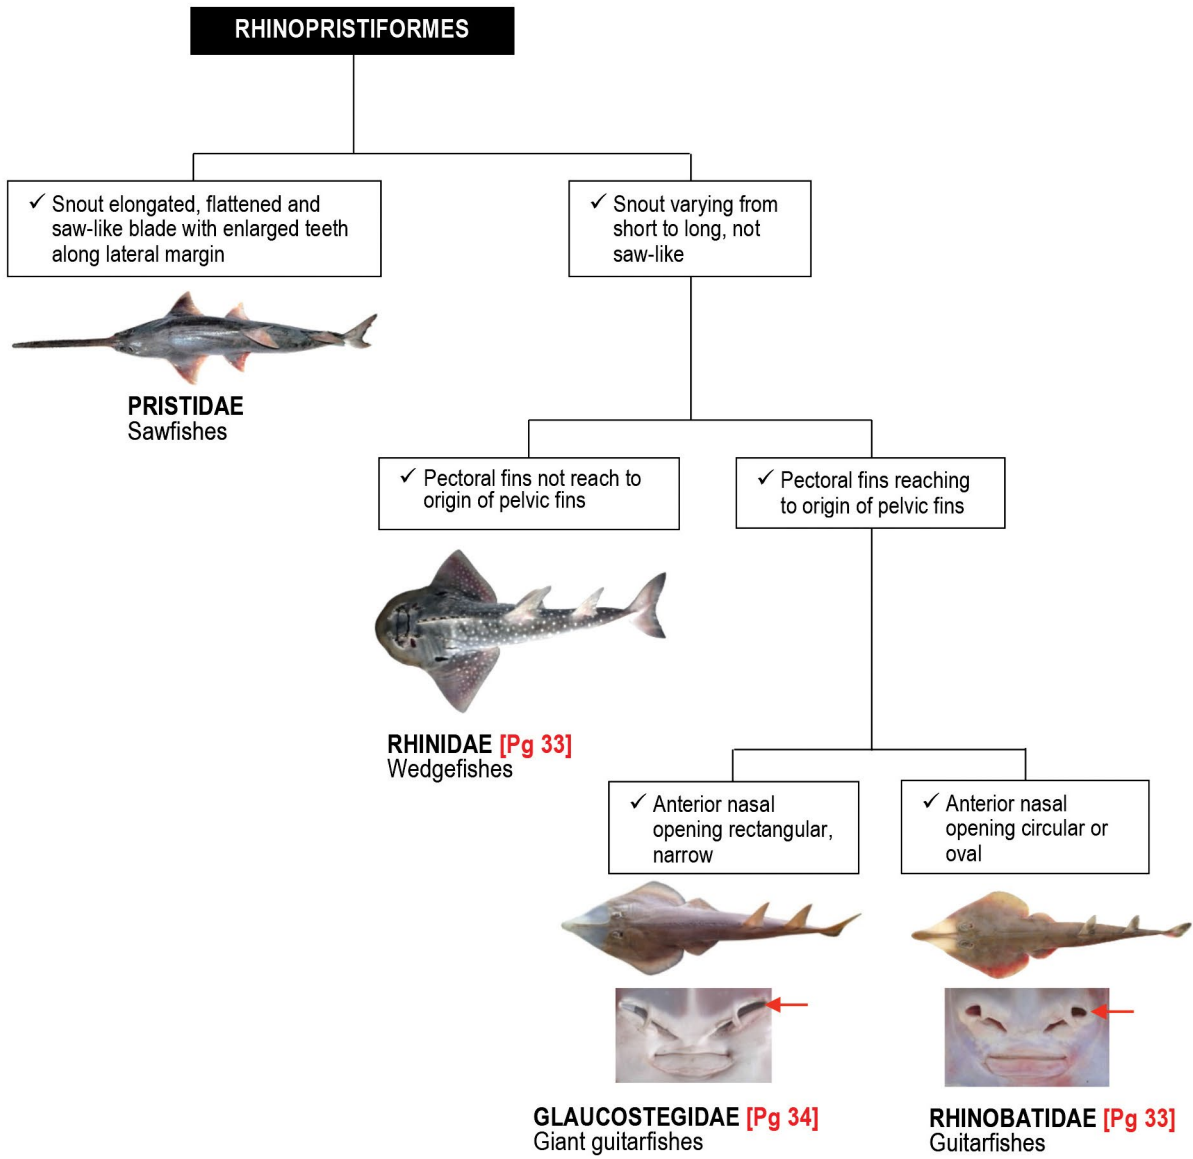 RHINOPRISTIFORMES
✓ Snout elongated, flattened and
saw-like blade with enlarged teeth
along lateral margin
✓ Snout varying from
short to long, not
saw-like
PRISTIDAE
Sawfishes
✓ Pectoral fins not reach to
origin of pelvic fins
✓ Pectoral fins reaching
to origin of pelvic fins
RHINIDAE [Pg 33]
Wedgefishes
✓ Anterior nasal
opening rectangular,
narrow
✓ Anterior nasal
opening circular or
oval
GLAUCOSTEGIDAE [Pg 34]
Giant guitarfishes
RHINOBATIDAE [Pg 33]
Guitarfishes